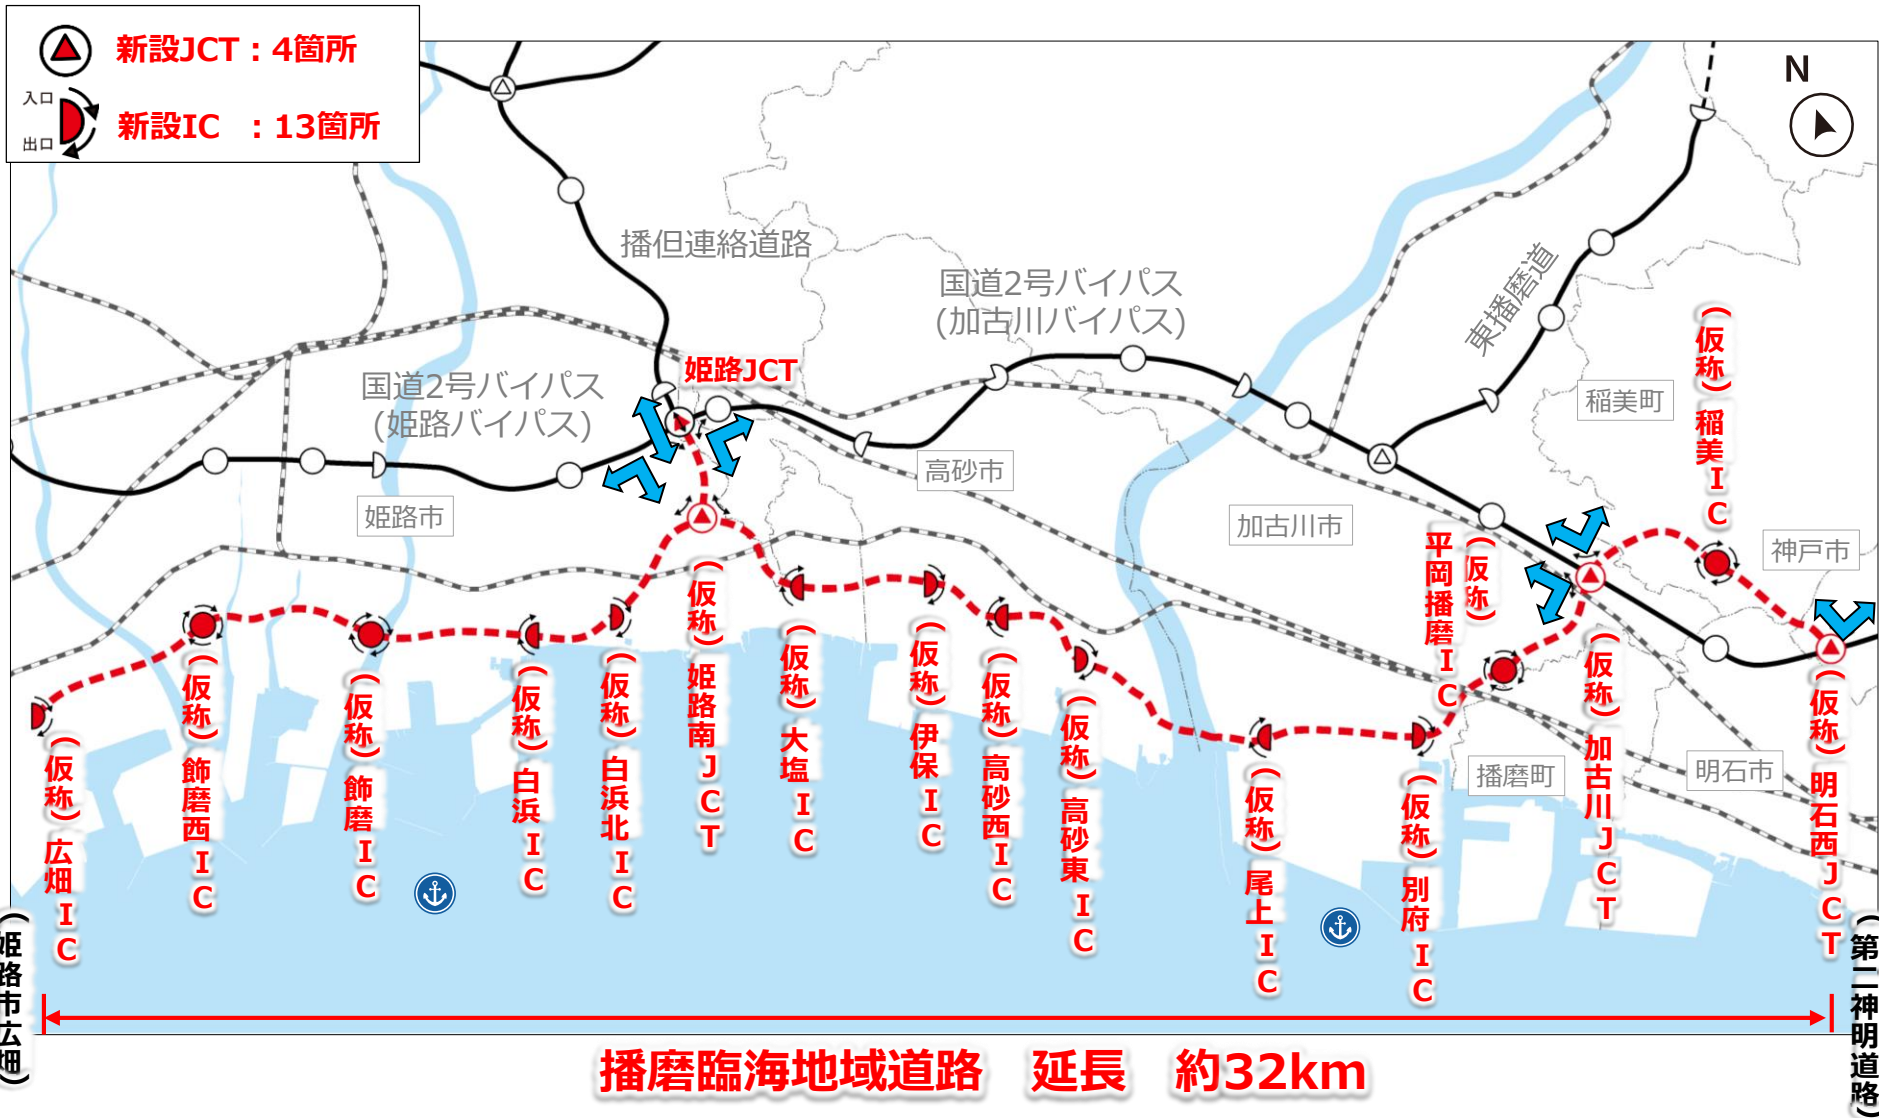 新設JCT:4箇所
入口
出口
新設IC :13箇所
N
播但連絡道路
国道2号バイパス
(加古川バイパス)
東播磨道
国道2号バイパス
(姫路バイパス)
姫路JCT
稲美町
高砂市
姫路市
加古川市
神戸市
播磨町
明石市
(仮称)広畑IC
(仮称)飾磨西IC
(仮称)飾磨IC
(仮称)白浜IC
(仮称)白浜北IC
(仮称)姫路南JCT
(仮称)大塩IC
(仮称)伊保IC
(仮称)高砂西IC
(仮称)高砂東IC
(仮称)尾上IC
(仮称)別府IC
(仮称)
平岡播磨IC
(仮称)加古川JCT
(仮称)稲美IC
(仮称)明石西JCT
(姫路市広畑)
(第二神明道路)
播磨臨海地域道路 延長 約32km